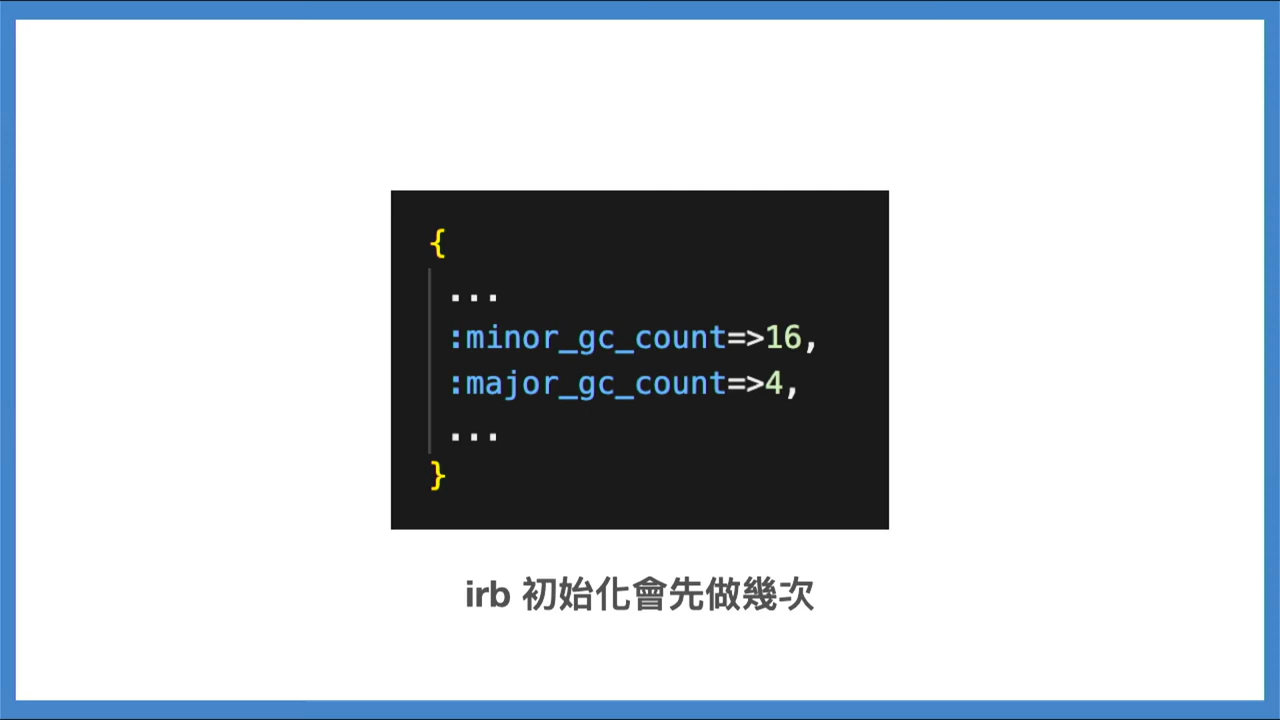 {
...
:minor_gc_count=>16,
:major_gc_count=>4,
...
}
irb 初始化會先做幾次